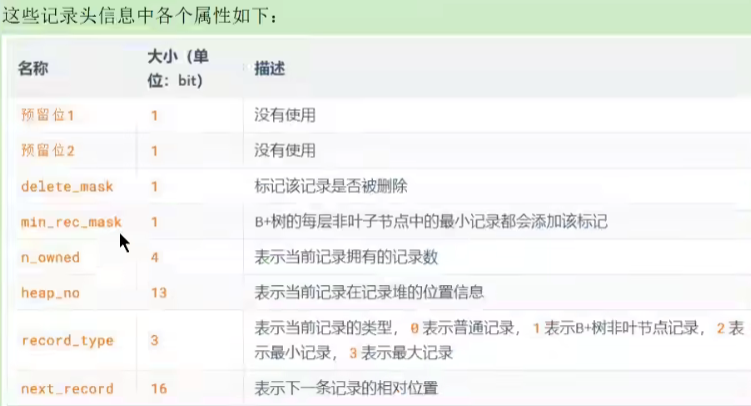 这些记录头信息中各个属性如下：
名称 大小（单位：bit） 描述
预留位1 1 没有使用
预留位2 1 没有使用
delete_mask 1 标记该记录是否被删除
min_rec_mask 1 B+树的每层非叶子节点中的最小记录都会添加该标记
n_owned 4 表示当前记录拥有的记录数
heap_no 13 表示当前记录在记录堆的位置信息
record_type 3 表示当前记录的类型，0 表示普通记录，1 表示B+树非叶节点记录，2 表
示最小记录，3 表示最大记录
next_record 16 表示下一条记录的相对位置